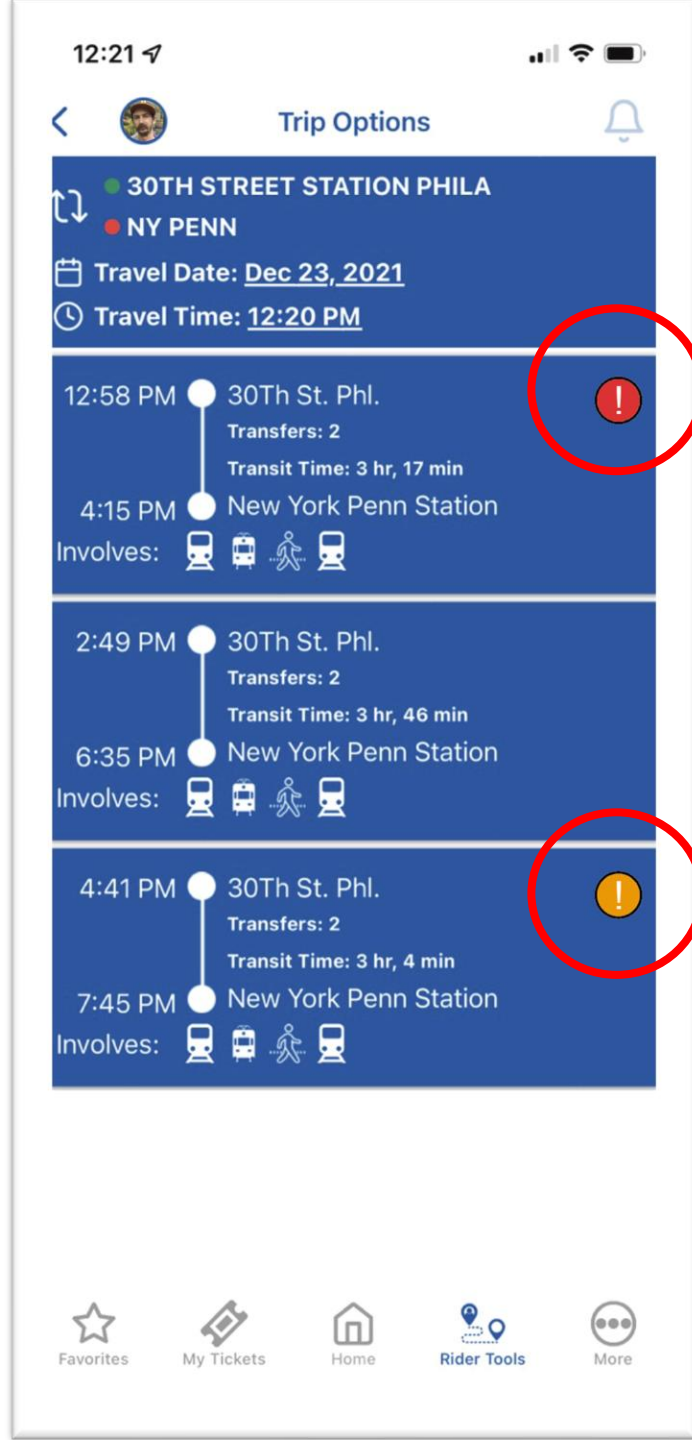 12:21
Trip Options
30TH STREET STATION PHILA
NY PENN
Travel Date: Dec 23, 2021
Travel Time: 12:20 PM
12:58 PM 30Th St. Phl.
Transfers: 2
Transit Time: 3 hr, 17 min
4:15 PM New York Penn Station
Involves:
!
2:49 PM 30Th St. Phl.
Transfers: 2
Transit Time: 3 hr, 46 min
6:35 PM New York Penn Station
Involves:
4:41 PM 30Th St. Phl.
Transfers: 2
Transit Time: 3 hr, 4 min
7:45 PM New York Penn Station
Involves:
!
Favorites My Tickets Home Rider Tools More